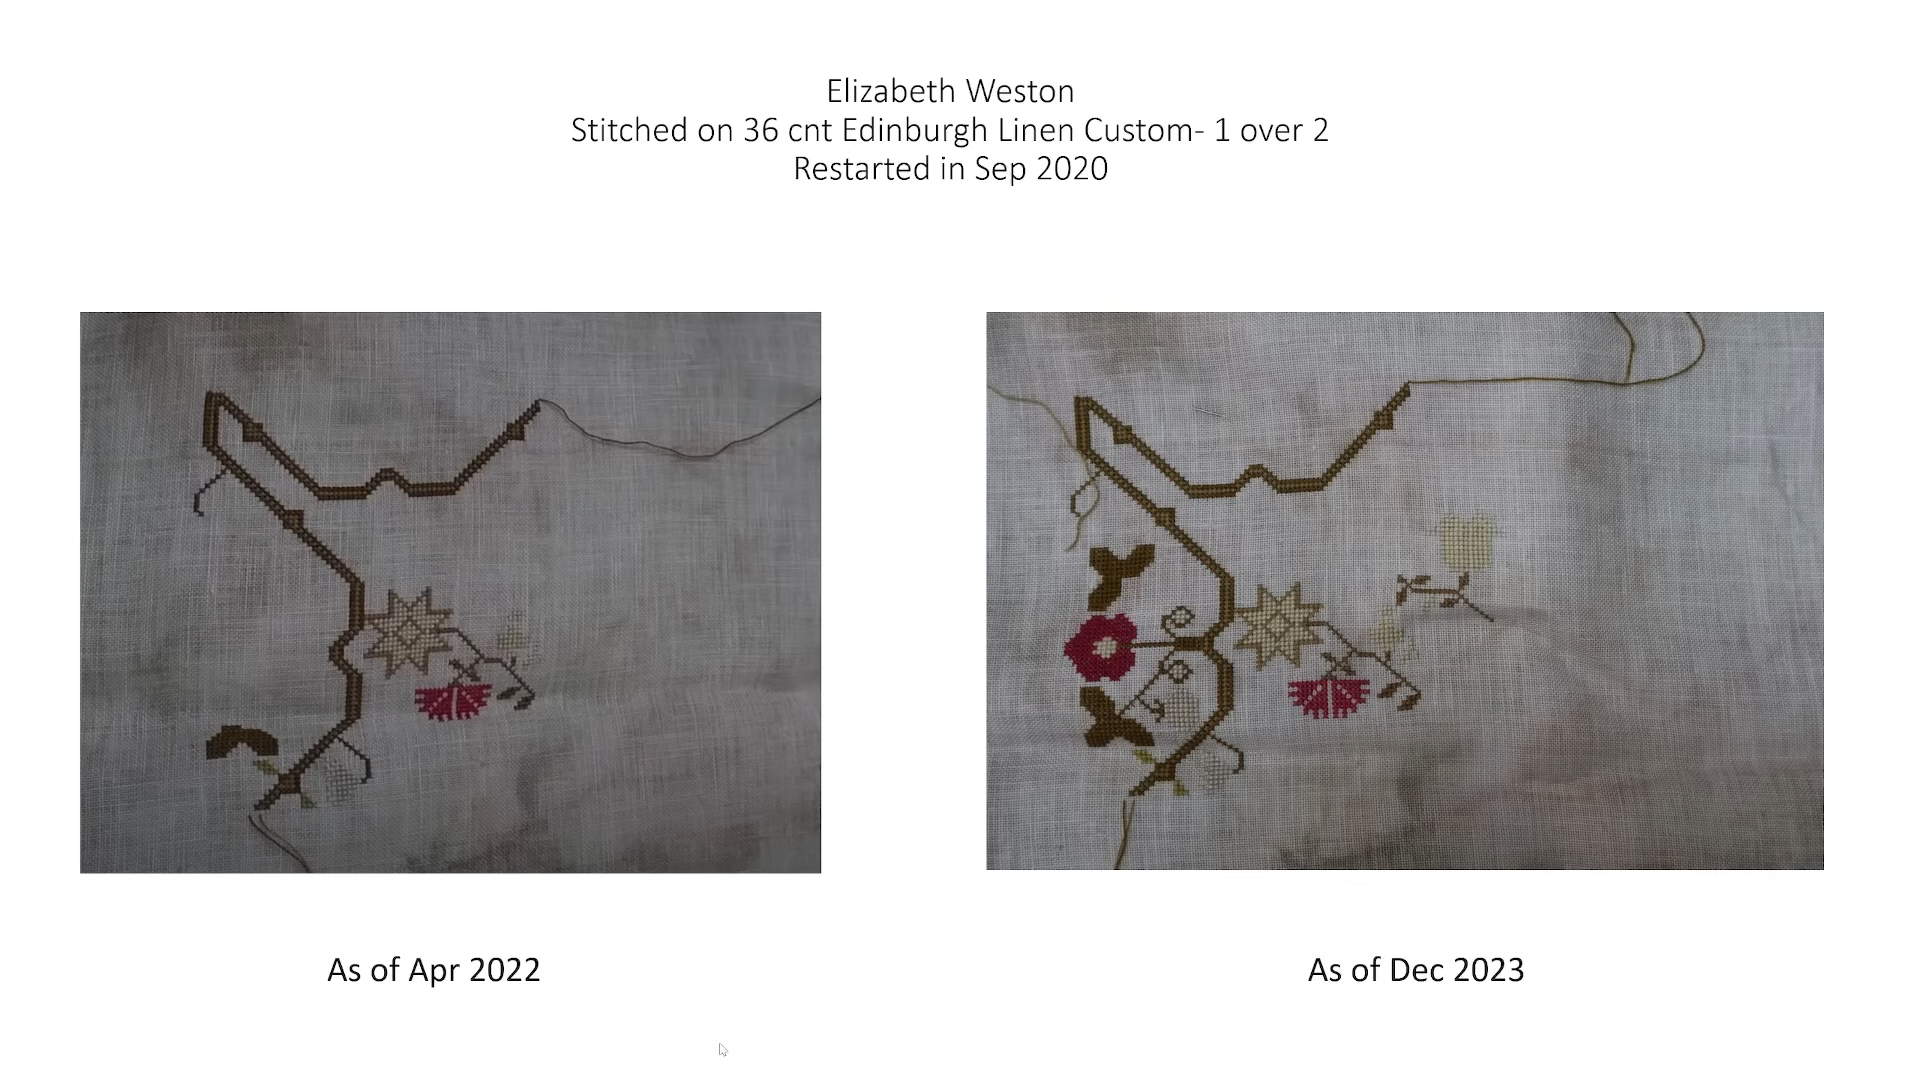 Elizabeth Weston
Stitched on 36 cnt Edinburgh Linen Custom- 1 over 2
Restarted in Sep 2020
As of Apr 2022
As of Dec 2023